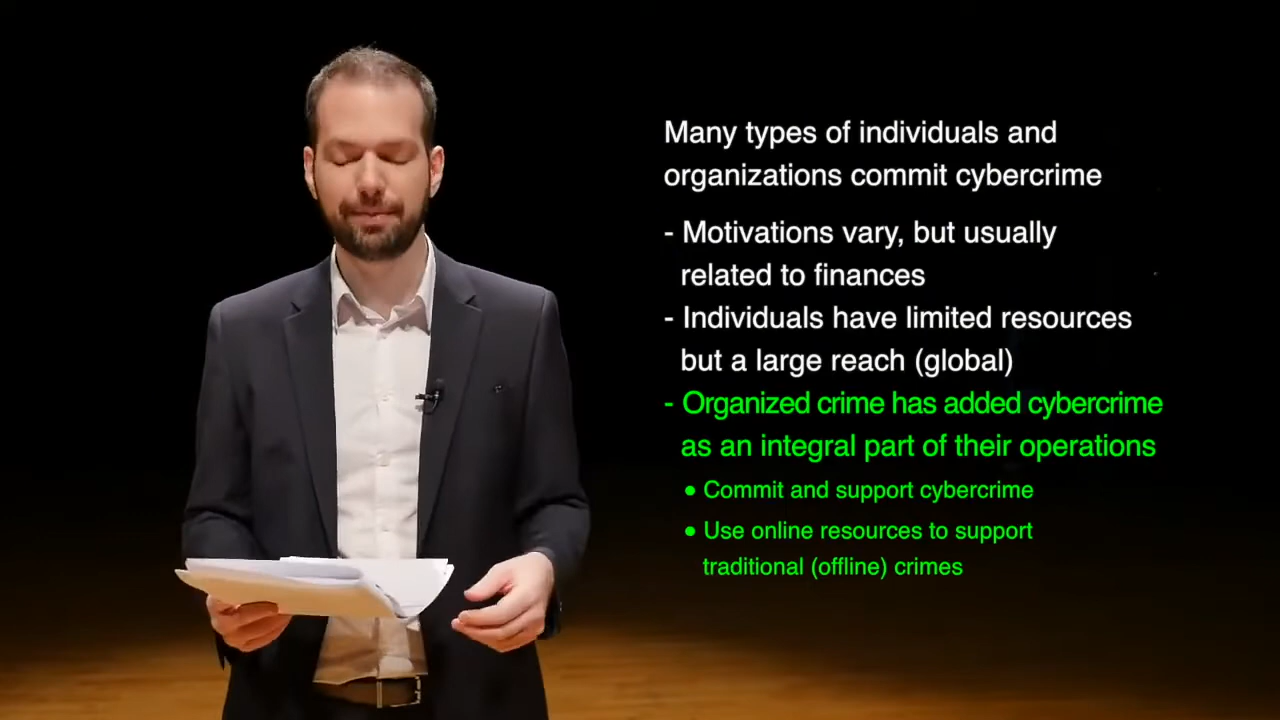 Many types of individuals and
organizations commit cybercrime
- Motivations vary, but usually
related to finances
- Individuals have limited resources
but a large reach (global)
- Organized crime has added cybercrime
as an integral part of their operations
• Commit and support cybercrime
• Use online resources to support
traditional (offline) crimes